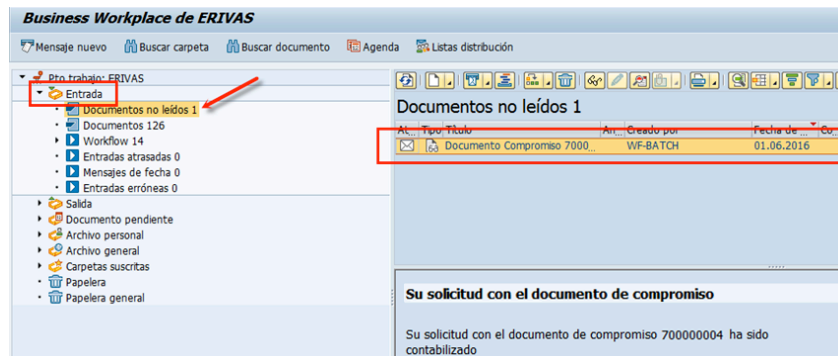 Business Workplace de ERIVAS
Mensaje nuevo Buscar carpeta Buscar documento Agenda Listas distribución
Pto trabajo: ERIVAS
Entrada
Documentos no leídos 1
Documentos 126
Workflow 14
Entradas atrasadas 0
Mensajes de fecha 0
Entradas erróneas 0
Salida
Documento pendiente
Archivo personal
Archivo general
Carpetas suscritas
Papelera
Papelera general
Documentos no leídos 1
At... Tipo Título An... Creado por Fecha de ... Co...
Documento Compromiso 7000... WF-BATCH 01.06.2016
Su solicitud con el documento de compromiso
Su solicitud con el documento de compromiso 700000004 ha sido
contabilizado